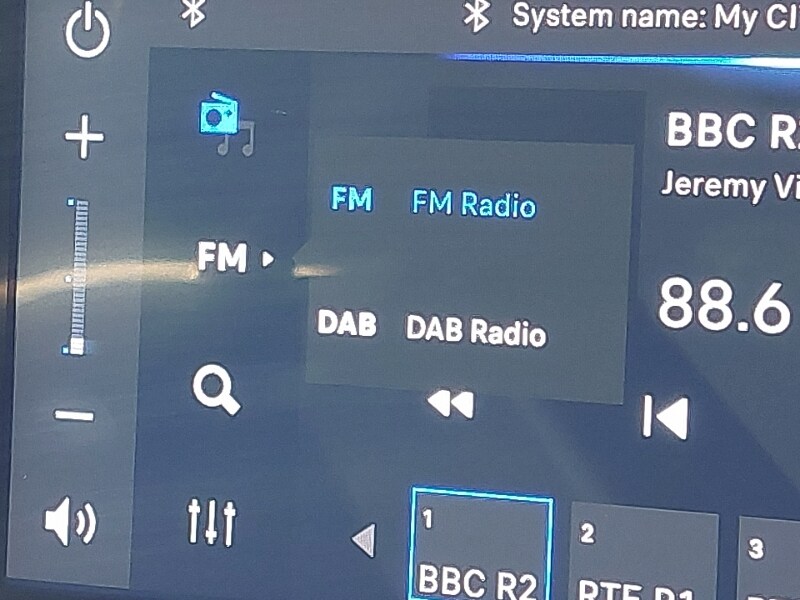 System name: My
BBC
Jeremy
FM FM Radio
FM
88.6
DAB DAB Radio
1
BBC R2
2
3